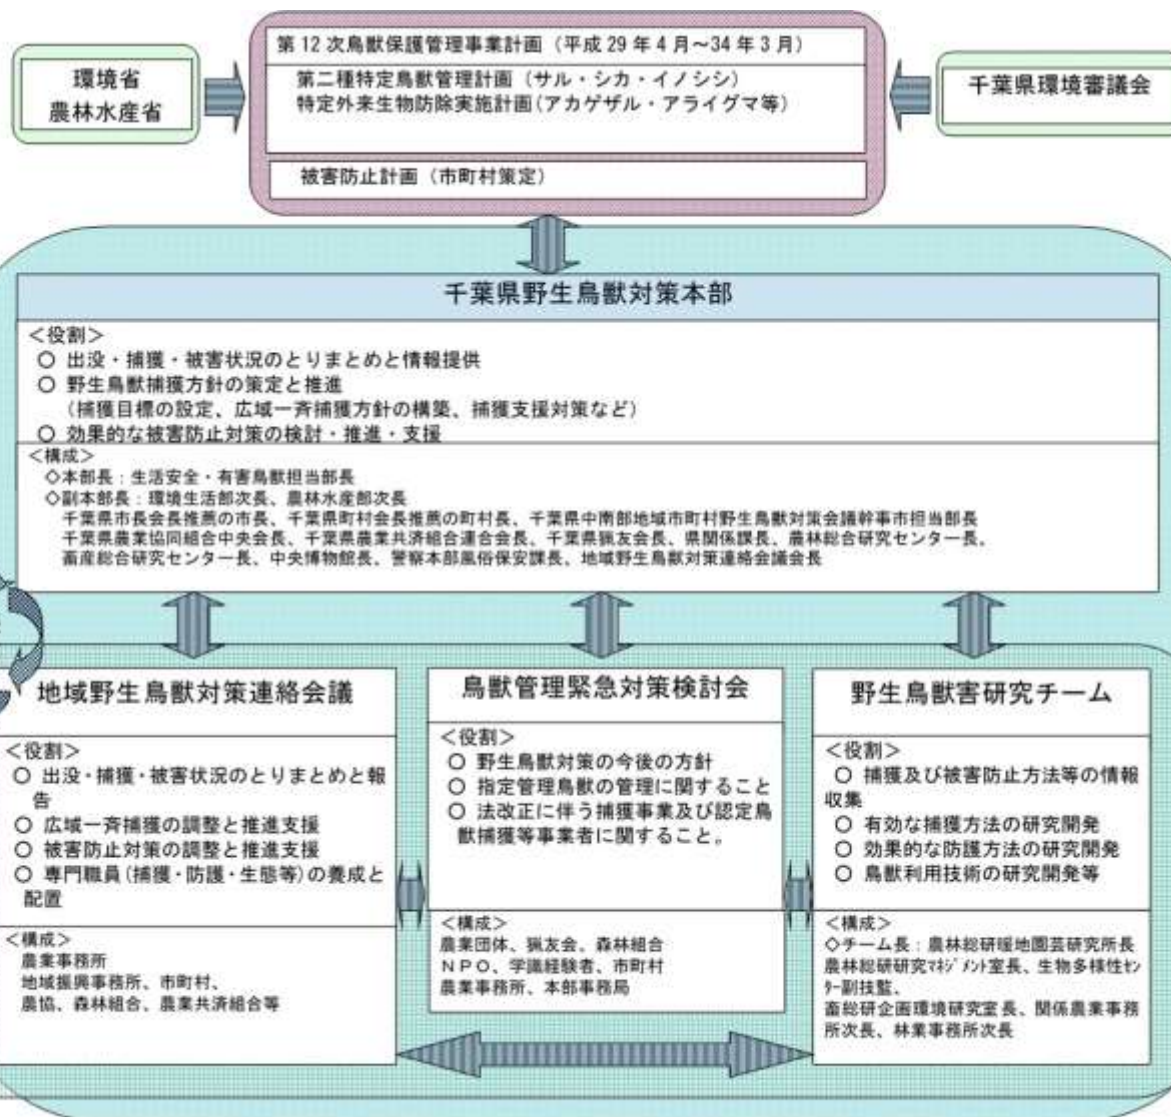 環境省
農林水産省
第12次鳥獣保護管理事業計画（平成29年4月～34年3月）
第二種特定鳥獣管理計画（サル・シカ・イノシシ）
特定外来生物防除実施計画(アカゲザル・アライグマ等)
被害防止計画（市町村策定）
千葉県環境審議会
千葉県野生鳥獣対策本部
＜役割＞
○ 出没・捕獲・被害状況のとりまとめと情報提供
○ 野生鳥獣捕獲方針の策定と推進
（捕獲目標の設定、広域一斉捕獲方針の構築、捕獲支援対策など）
○ 効果的な被害防止対策の検討・推進・支援
＜構成＞
◇本部長：生活安全・有害鳥獣担当部長
◇副本部長：環境生活部次長、農林水産部次長
千葉県市長会長推薦の市長、千葉県町村会長推薦の町村長、千葉県中南部地域市町村野生鳥獣対策会議幹事市担当部長
千葉県農業協同組合中央会長、千葉県農業共済組合連合会長、千葉県猟友会長、県関係課長、農林総合研究センター長、
畜産総合研究センター長、中央博物館長、警察本部風俗保安課長、地域野生鳥獣対策連絡会議会長
地域野生鳥獣対策連絡会議
＜役割＞
○ 出没・捕獲・被害状況のとりまとめと報
告
○ 広域一斉捕獲の調整と推進支援
○ 被害防止対策の調整と推進支援
○ 専門職員(捕獲・防護・生態等)の養成と
配置
＜構成＞
農業事務所
地域振興事務所、市町村、
農協、森林組合、農業共済組合等
鳥獣管理緊急対策検討会
＜役割＞
○ 野生鳥獣対策の今後の方針
○ 指定管理鳥獣の管理に関すること
○ 法改正に伴う捕獲事業及び認定鳥
獣捕獲等事業者に関すること。
＜構成＞
農業団体、猟友会、森林組合
ＮＰＯ、学識経験者、市町村
農業事務所、本部事務局
野生鳥獣害研究チーム
＜役割＞
○ 捕獲及び被害防止方法等の情報
収集
○ 有効な捕獲方法の研究開発
○ 効果的な防護方法の研究開発
○ 鳥獣利用技術の研究開発等
＜構成＞
◇チーム長：農林総研暖地園芸研究所長
農林総研研究ﾏﾈｼﾞﾒﾝﾄ室長、生物多様性ｾﾝ
ﾀｰ副技監、
畜総研企画環境研究室長、関係農業事務
所次長、林業事務所次長